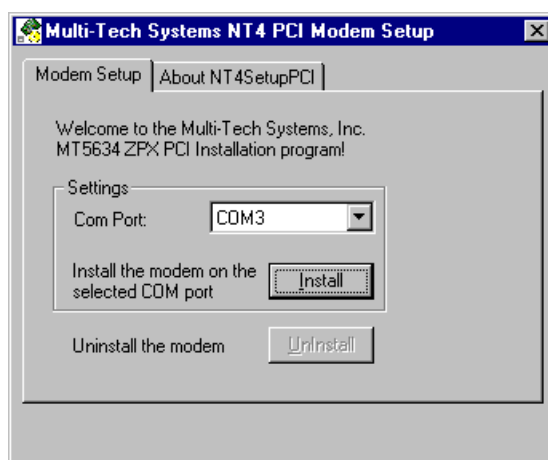 Multi-Tech Systems NT4 PCI Modem Setup
Modem Setup
About NT4SetupPCI
Welcome to the Multi-Tech Systems, Inc.
MT5634 ZPX PCI Installation program!
Settings
Com Port:
COM3
Install the modem on the
selected COM port
Install
Uninstall the modem
UnInstall